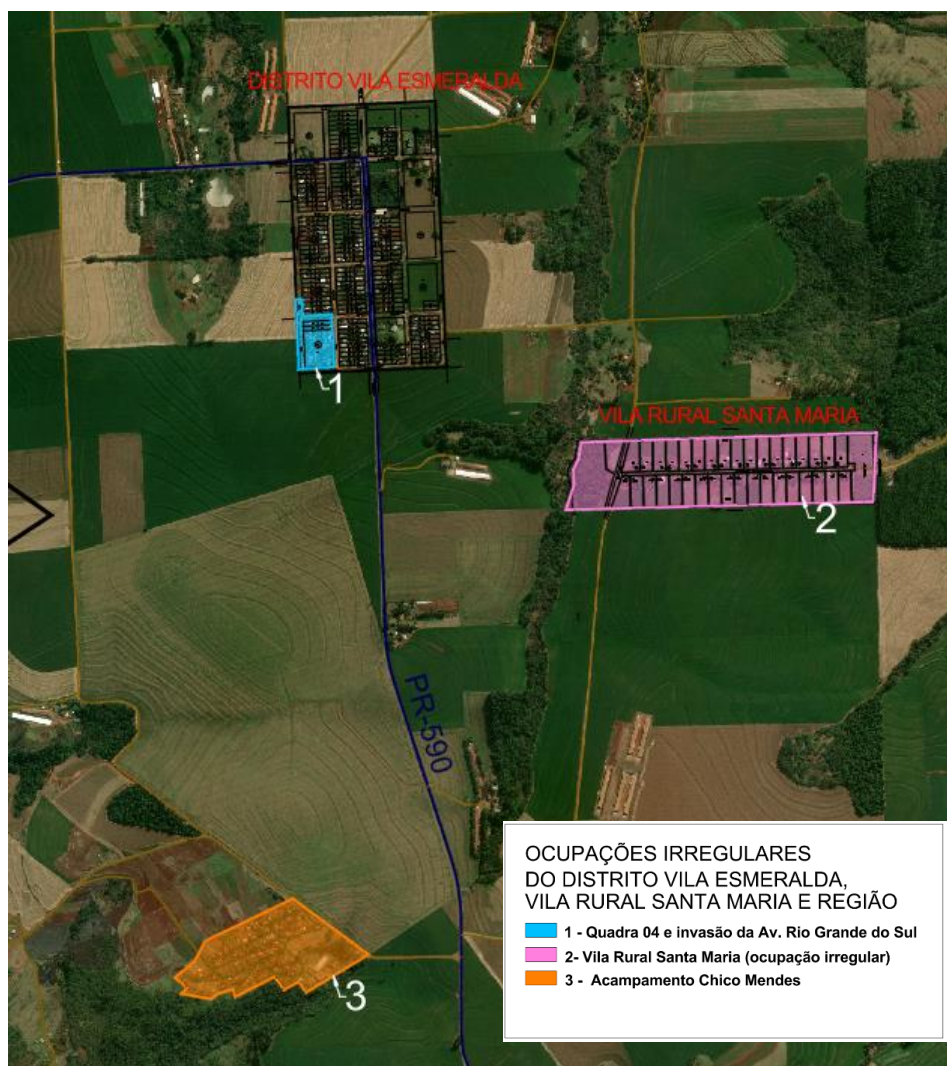 DISTRITO VILA ESMERALDA
1
VILA RURAL SANTA MARIA
2
PR-590
3
OCUPAÇÕES IRREGULARES
DO DISTRITO VILA ESMERALDA,
VILA RURAL SANTA MARIA E REGIÃO
1 - Quadra 04 e invasão da Av. Rio Grande do Sul
2- Vila Rural Santa Maria (ocupação irregular)
3 - Acampamento Chico Mendes